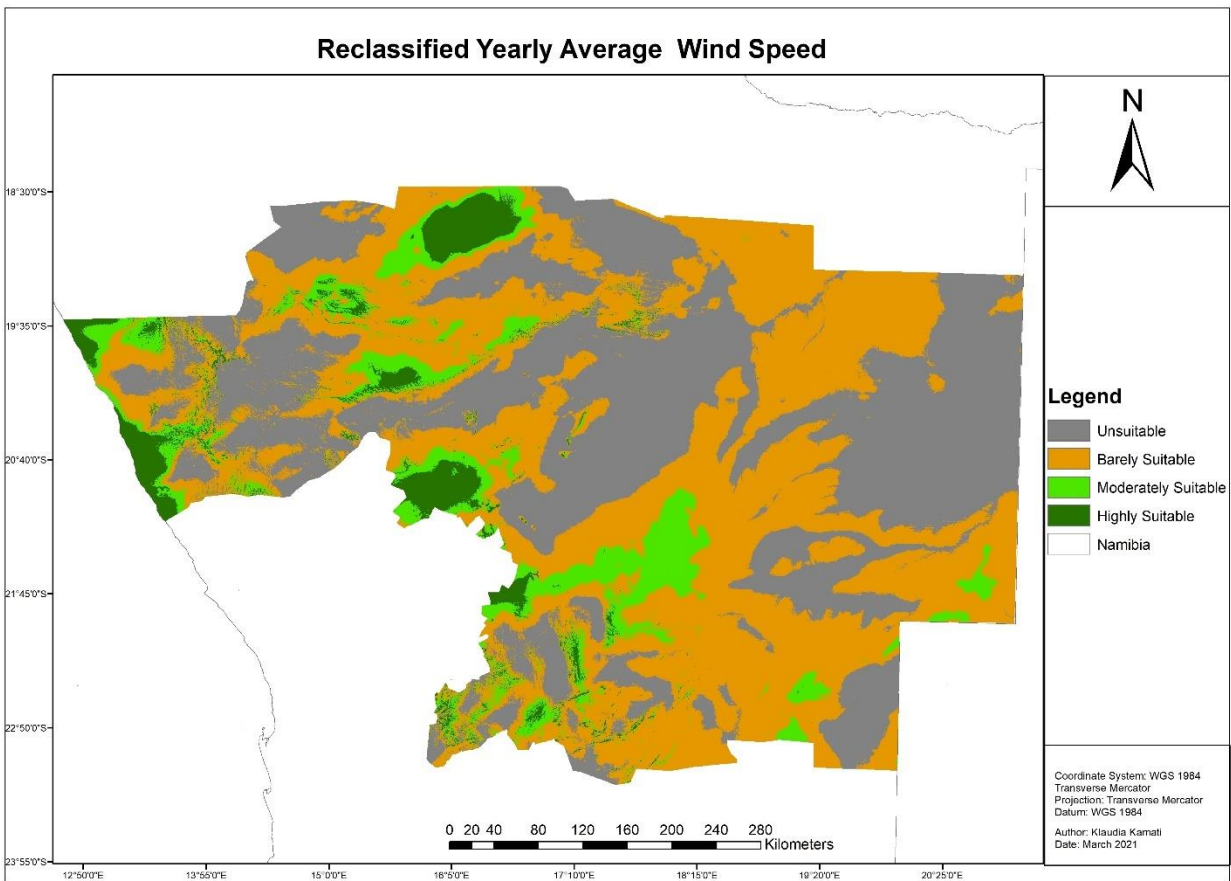 Reclassified Yearly Average Wind Speed
N
18°30'0"S
19°35'0"S
20°40'0"S
21°45'0"S
22°50'0"S
23°55'0"S
12°50'0"E 13°55'0"E 15°0'0"E 16°5'0"E 17°10'0"E 18°15'0"E 19°20'0"E 20°25'0"E
0 20 40 80 120 160 200 240 280
Kilometers
Legend
Unsuitable
Barely Suitable
Moderately Suitable
Highly Suitable
Namibia
Coordinate System: WGS 1984
Transverse Mercator
Projection: Transverse Mercator
Datum: WGS 1984
Author: Klaudia Kamati
Date: March 2021